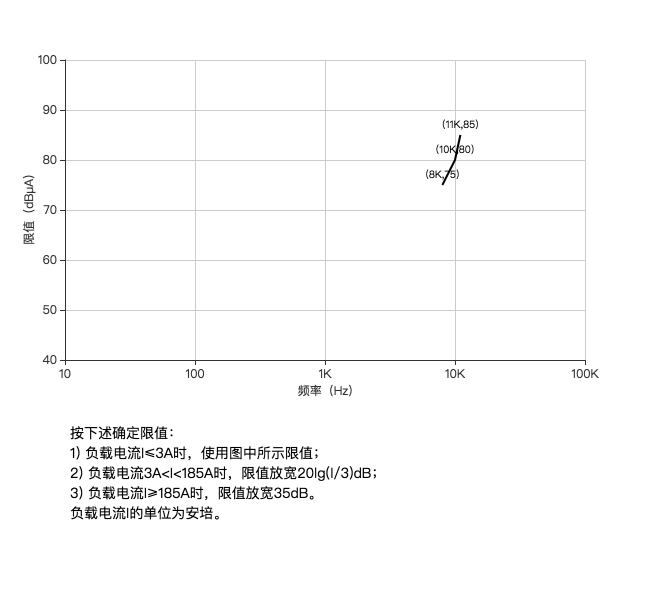 100
90
80
70
60
50
40
限值（dBµA）
(11K,85)
(10K,80)
(8K,75)
10
100
1K
10K
100K
频率（Hz）
按下述确定限值：
1) 负载电流I≤3A时，使用图中所示限值；
2) 负载电流3A<I<185A时，限值放宽20lg(I/3)dB；
3) 负载电流I≥185A时，限值放宽35dB。
负载电流I的单位为安培。